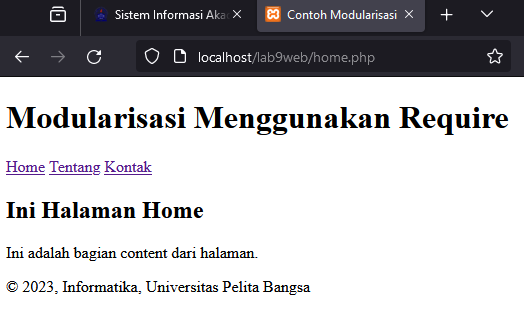 Sistem Informasi Aka
Contoh Modularisasi
localhost/lab9web/home.php
Modularisasi Menggunakan Require
Home Tentang Kontak
Ini Halaman Home
Ini adalah bagian content dari halaman.
© 2023, Informatika, Universitas Pelita Bangsa